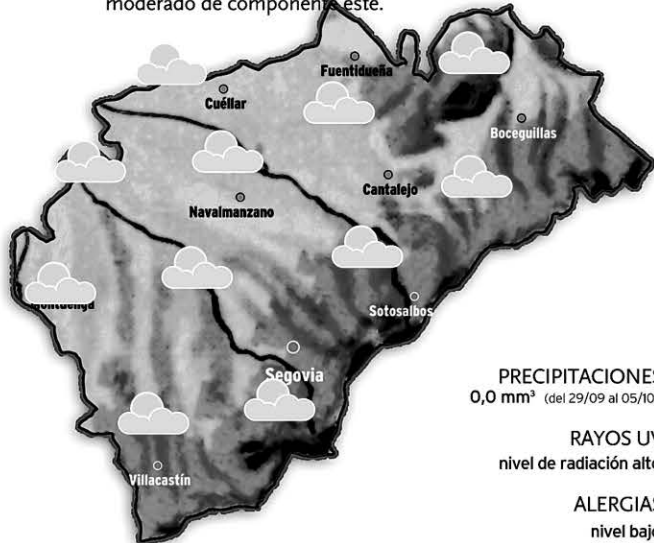 moderado de componente este.
Fuentidueña
Cuéllar
Boceguillas
Cantalejo
Navalmanzano
Sotosalbos
Segovia
PRECIPITACIONES
0,0 mm³ (del 29/09 al 05/10
RAYOS UV
nivel de radiación alto
Villacastín
ALERGIAS
nivel bajo